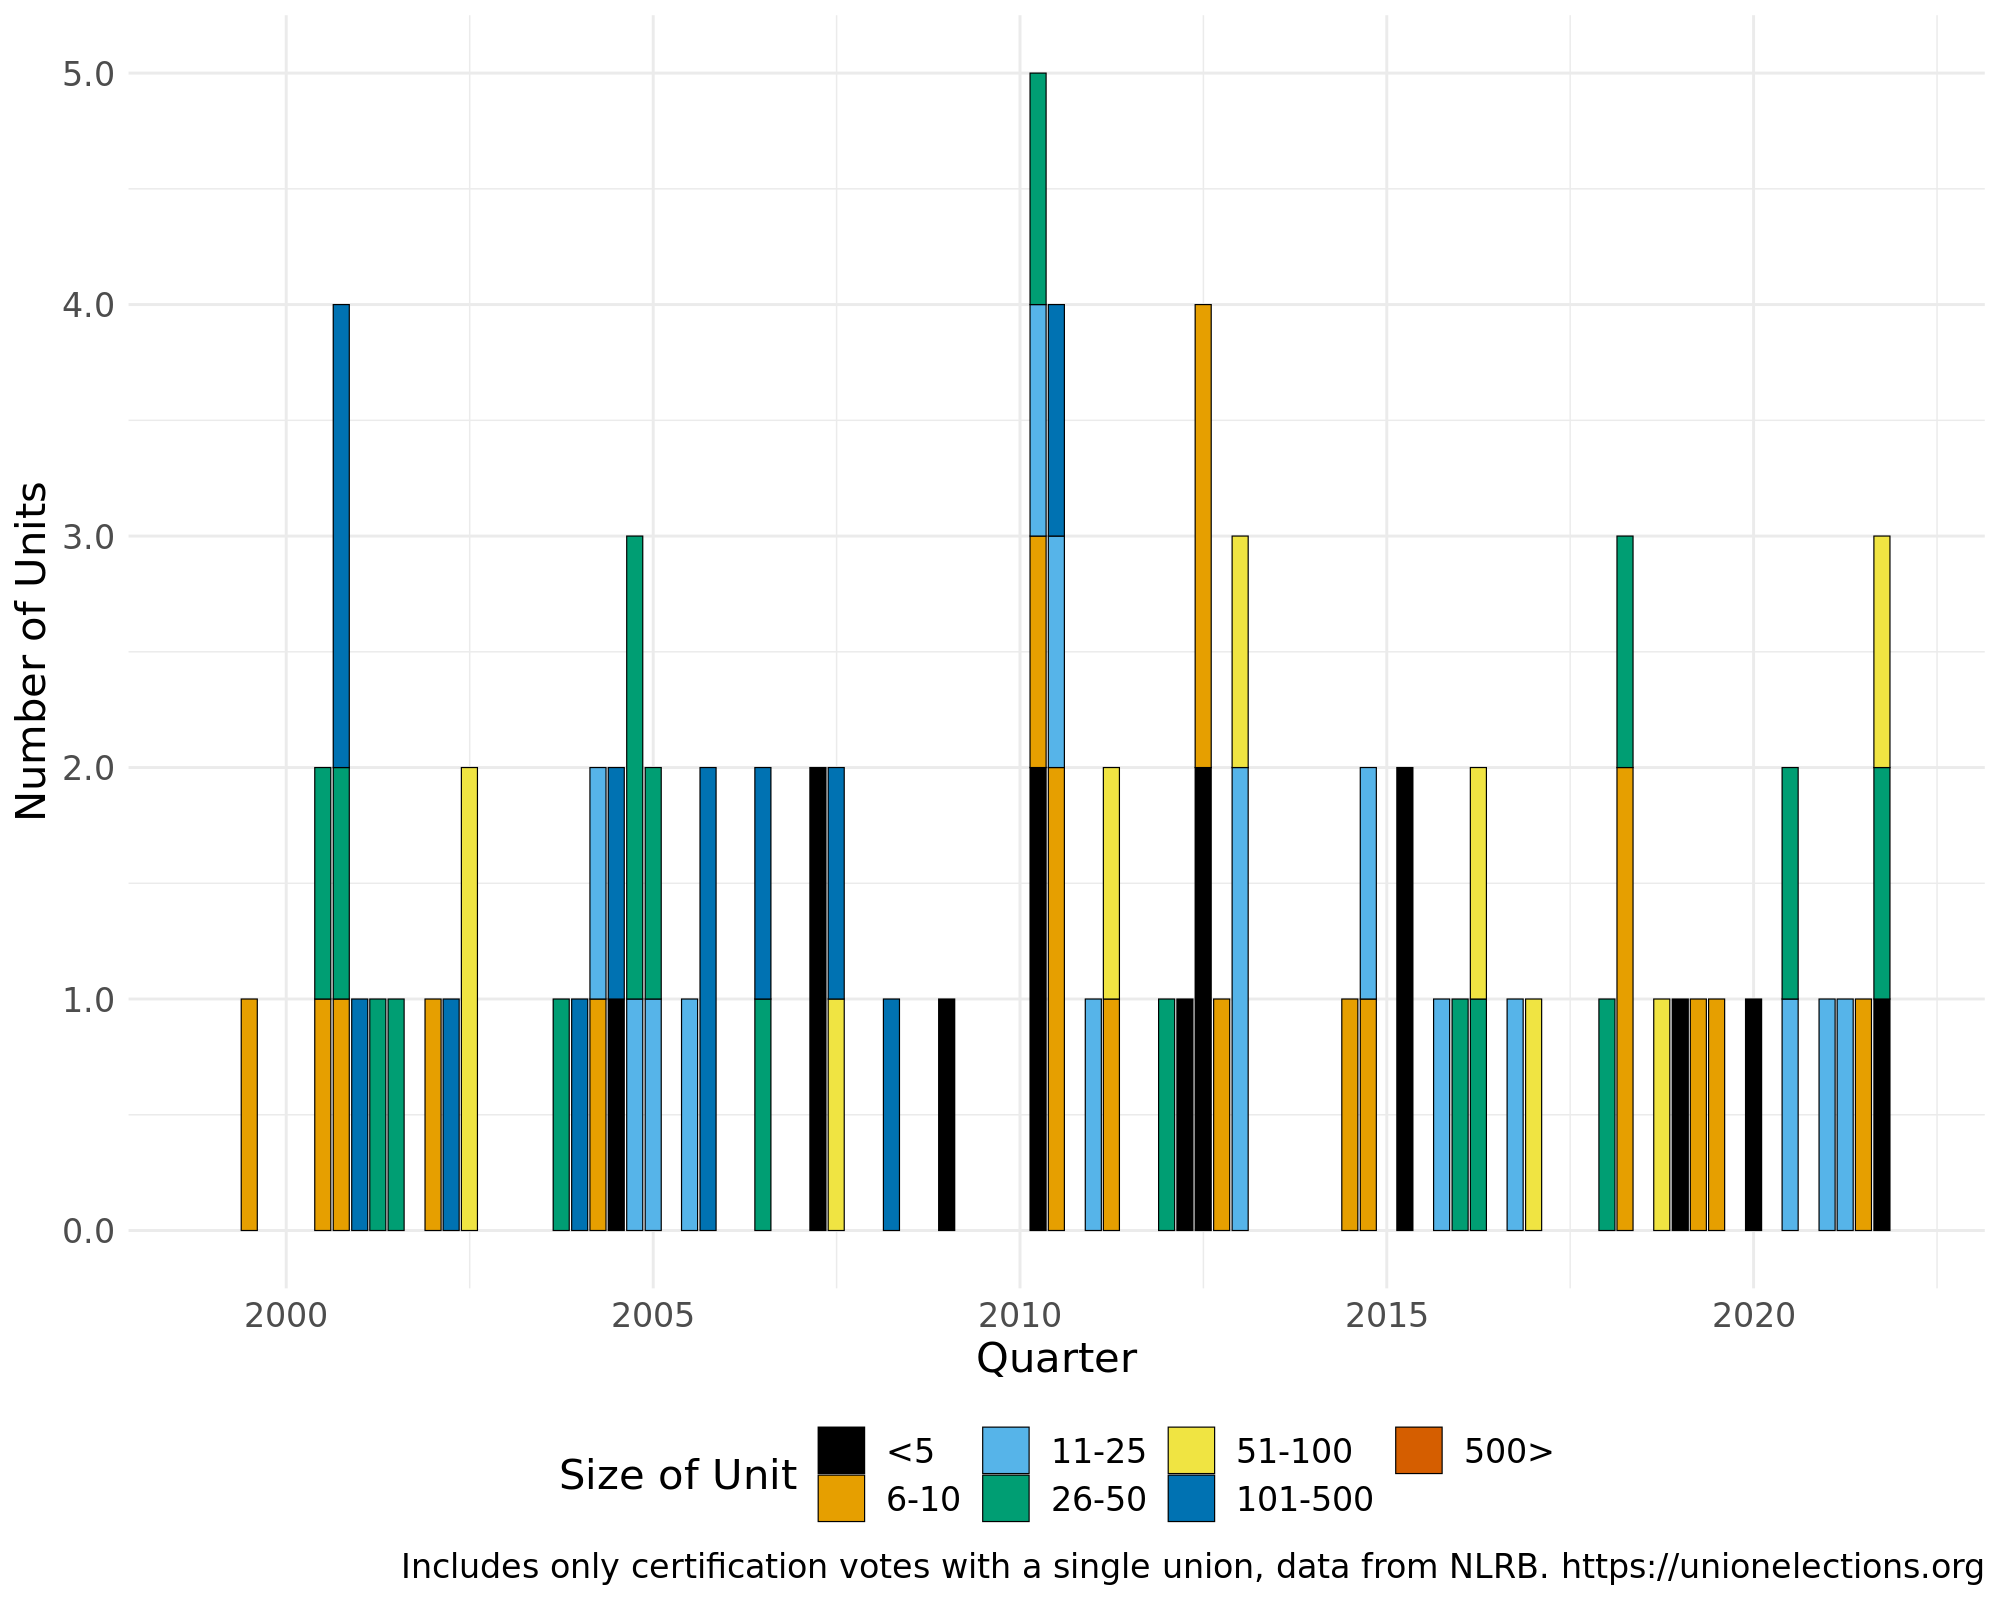 5.0
4.0
3.0
2.0
1.0
0.0
Number of Units
2000 2005 2010 2015 2020
Quarter
Size of Unit
<5 11-25 51-100 500>
6-10 26-50 101-500
Includes only certification votes with a single union, data from NLRB. https://unionelections.org